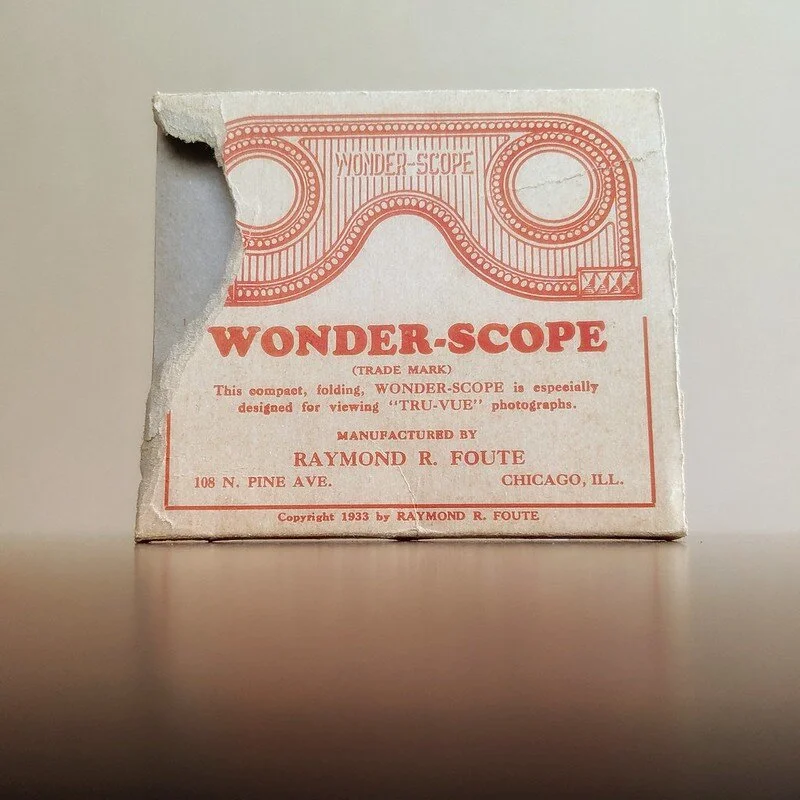 WONDER-SCOPE
WONDER-SCOPE
(TRADE MARK)
This compact, folding, WONDER-SCOPE is especially
designed for viewing "TRU-VUE" photographs.
MANUFACTURED BY
RAYMOND R. FOUTE
108 N. PINE AVE. CHICAGO, ILL.
Copyright 1933 by RAYMOND R. FOUTE